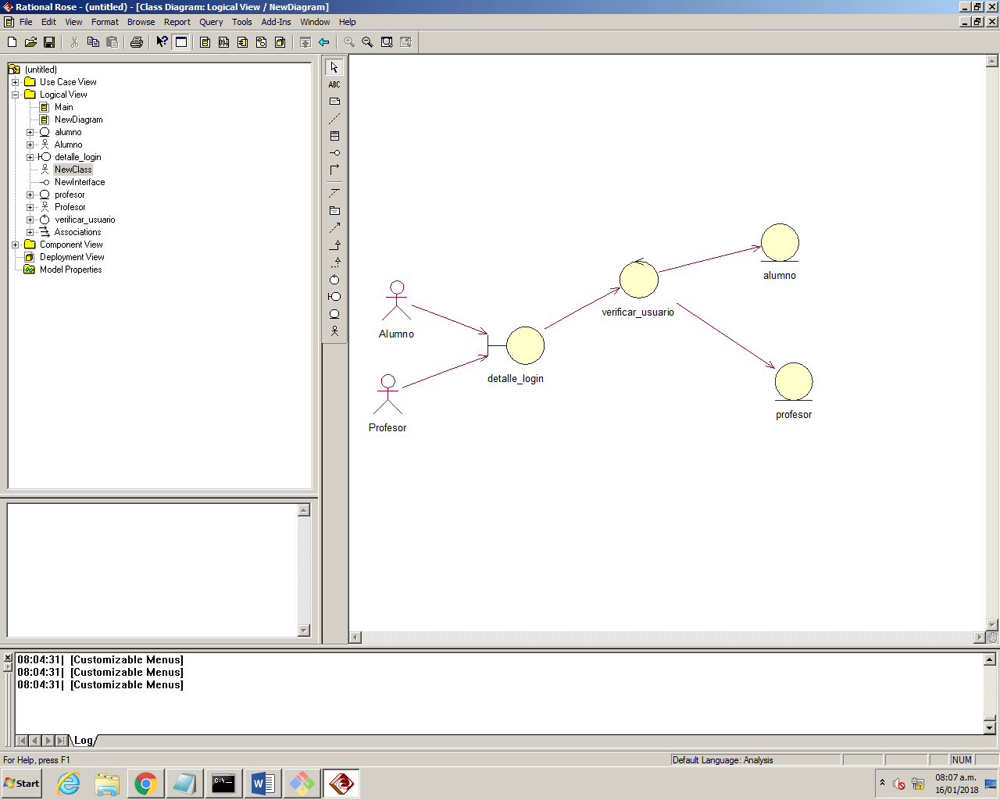 Rational Rose - (untitled) - [Class Diagram: Logical View / NewDiagram]
File Edit View Format Browse Report Query Tools Add-Ins Window Help
(untitled)
Use Case View
Logical View
Main
NewDiagram
alumno
Alumno
detalle_login
NewClass
NewInterface
profesor
Profesor
verificar_usuario
Associations
Component View
Deployment View
Model Properties
ABC
alumno
verificar_usuario
Alumno
detalle_login
profesor
Profesor
08:04:31| [Customizable Menus]
08:04:31| [Customizable Menus]
08:04:31| [Customizable Menus]
Log
For Help, press F1
Default Language: Analysis
NUM
Start
C:\
08:07 a.m.
16/01/2018